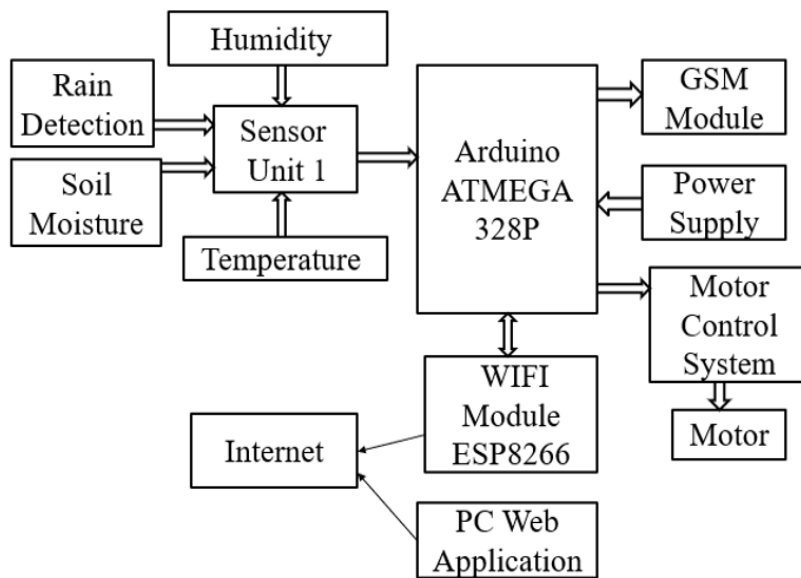 Humidity
Rain
Detection
Sensor
Unit 1
Soil
Moisture
Temperature
Arduino
ATMEGA
328P
GSM
Module
Power
Supply
Motor
Control
System
Motor
WIFI
Module
ESP8266
Internet
PC Web
Application